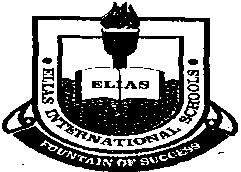 ELIAS
• ELIAS INTERNATIONAL SCHOOLS •
FOUNTAIN OF SUCCESS